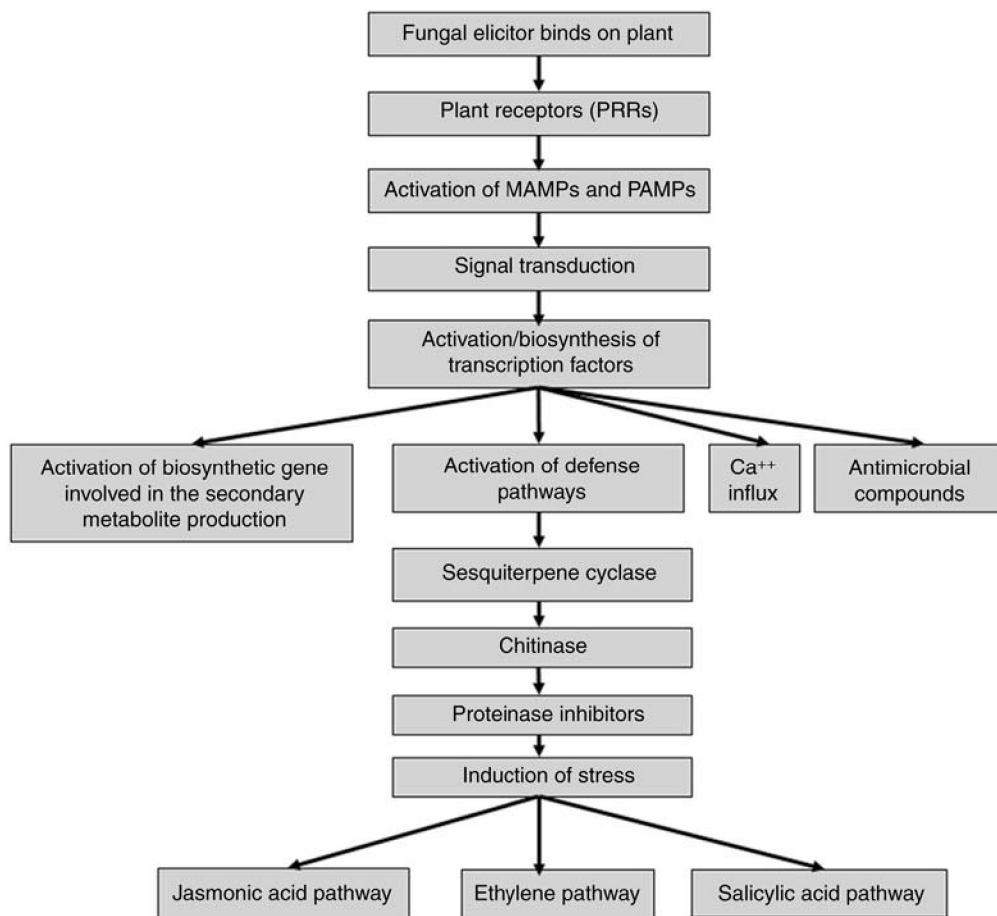 Fungal elicitor binds on plant
Plant receptors (PRRs)
Activation of MAMPs and PAMPs
Signal transduction
Activation/biosynthesis of
transcription factors
Activation of biosynthetic gene
involved in the secondary
metabolite production
Activation of defense
pathways
Ca⁺⁺
influx
Antimicrobial
compounds
Sesquiterpene cyclase
Chitinase
Proteinase inhibitors
Induction of stress
Jasmonic acid pathway
Ethylene pathway
Salicylic acid pathway